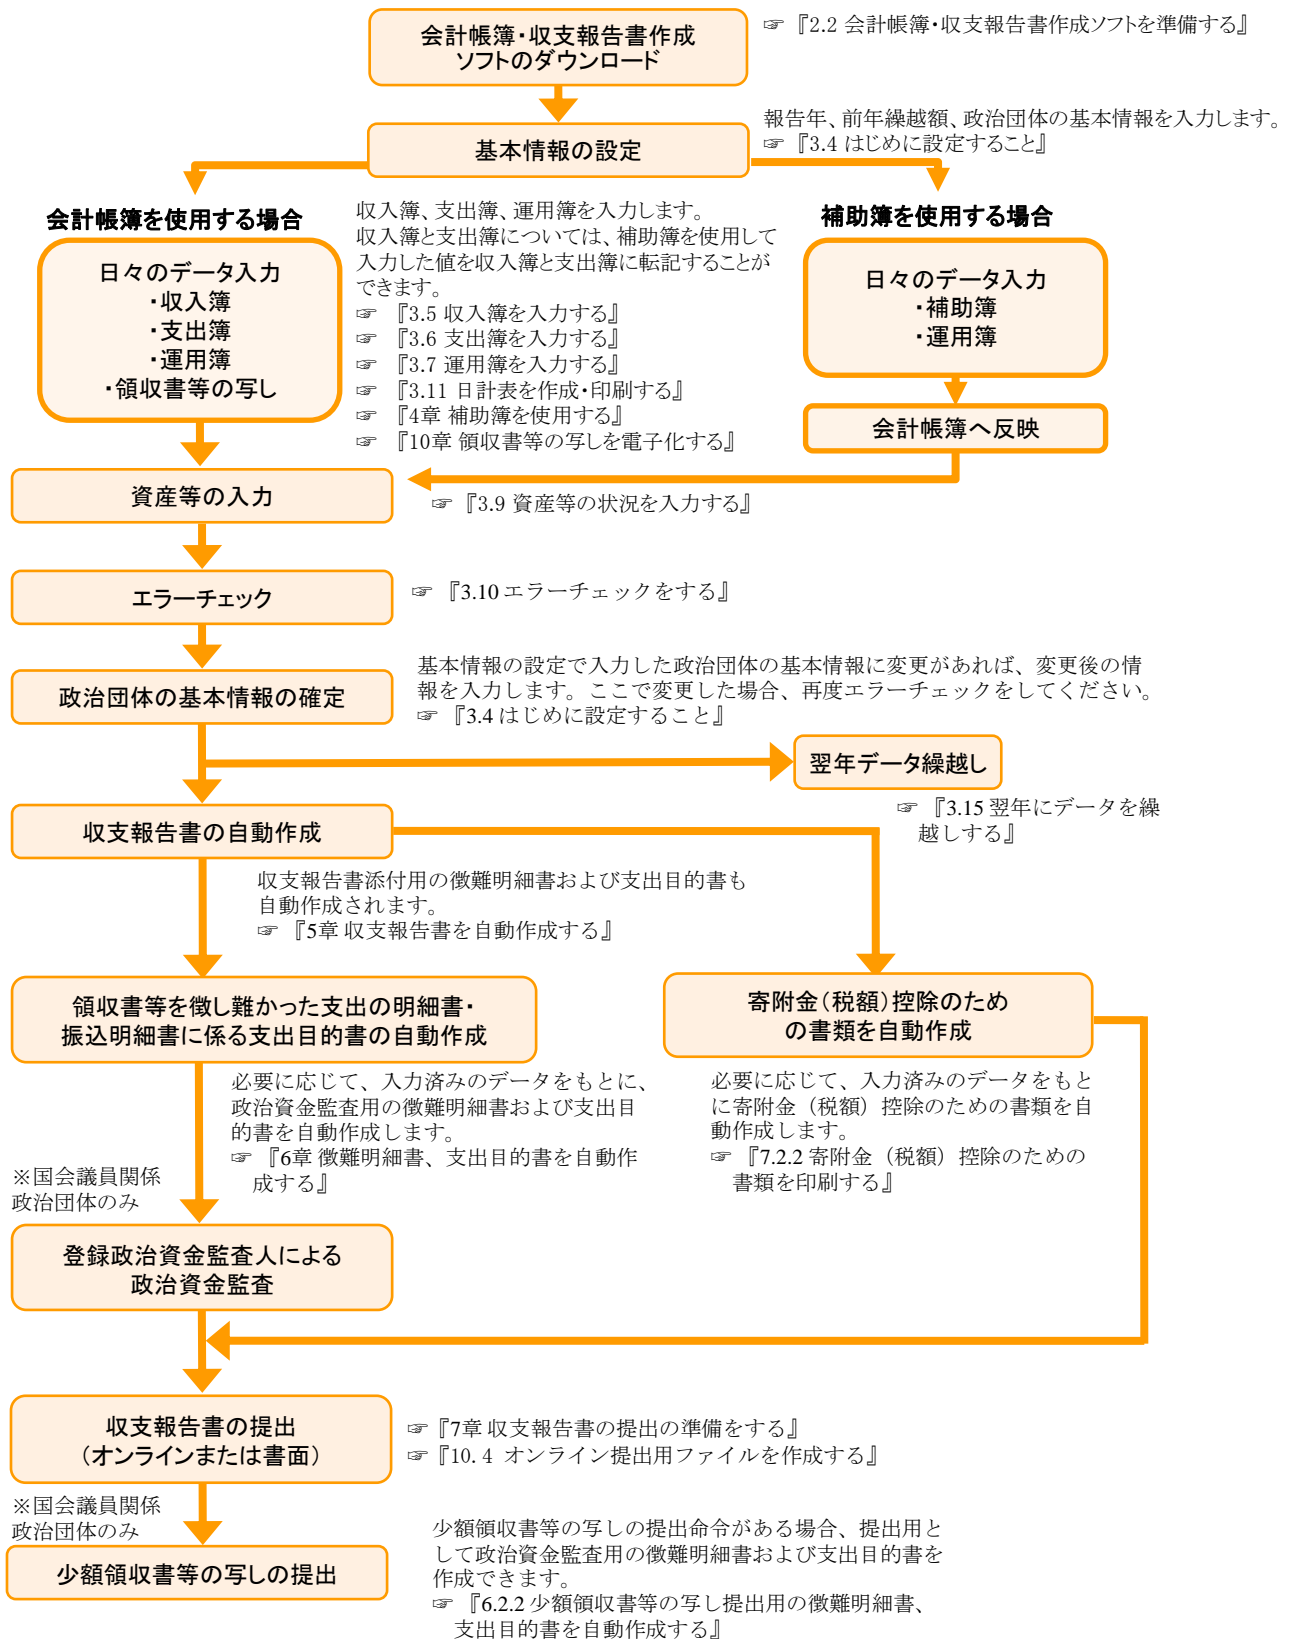 会計帳簿・収支報告書作成
ソフトのダウンロード
☞ 『2.2 会計帳簿・収支報告書作成ソフトを準備する』
基本情報の設定
報告年、前年繰越額、政治団体の基本情報を入力します。
☞ 『3.4 はじめに設定すること』
会計帳簿を使用する場合
日々のデータ入力
・収入簿
・支出簿
・運用簿
・領収書等の写し
収入簿、支出簿、運用簿を入力します。
収入簿と支出簿については、補助簿を使用して
入力した値を収入簿と支出簿に転記することが
できます。
☞ 『3.5 収入簿を入力する』
☞ 『3.6 支出簿を入力する』
☞ 『3.7 運用簿を入力する』
☞ 『3.11 日計表を作成・印刷する』
☞ 『4章 補助簿を使用する』
☞ 『10章 領収書等の写しを電子化する』
補助簿を使用する場合
日々のデータ入力
・補助簿
・運用簿
会計帳簿へ反映
資産等の入力
☞ 『3.9 資産等の状況を入力する』
エラーチェック
☞ 『3.10 エラーチェックをする』
政治団体の基本情報の確定
基本情報の設定で入力した政治団体の基本情報に変更があれば、変更後の情
報を入力します。ここで変更した場合、再度エラーチェックをしてください。
☞ 『3.4 はじめに設定すること』
翌年データ繰越し
☞ 『3.15 翌年にデータを繰
越しする』
収支報告書の自動作成
収支報告書添付用の徴難明細書および支出目的書も
自動作成されます。
☞ 『5章 収支報告書を自動作成する』
領収書等を徴し難かった支出の明細書・
振込明細書に係る支出目的書の自動作成
必要に応じて、入力済みのデータをもとに、
政治資金監査用の徴難明細書および支出目
的書を自動作成します。
☞ 『6章 徴難明細書、支出目的書を自動作
成する』
寄附金（税額）控除のため
の書類を自動作成
必要に応じて、入力済みのデータをもと
に寄附金（税額）控除のための書類を自
動作成します。
☞ 『7.2.2 寄附金（税額）控除のための
書類を印刷する』
※国会議員関係
政治団体のみ
登録政治資金監査人による
政治資金監査
収支報告書の提出
（オンラインまたは書面）
☞『7章 収支報告書の提出の準備をする』
☞『10.4 オンライン提出用ファイルを作成する』
※国会議員関係
政治団体のみ
少額領収書等の写しの提出
少額領収書等の写しの提出命令がある場合、提出用と
して政治資金監査用の徴難明細書および支出目的書を
作成できます。
☞ 『6.2.2 少額領収書等の写し提出用の徴難明細書、
支出目的書を自動作成する』